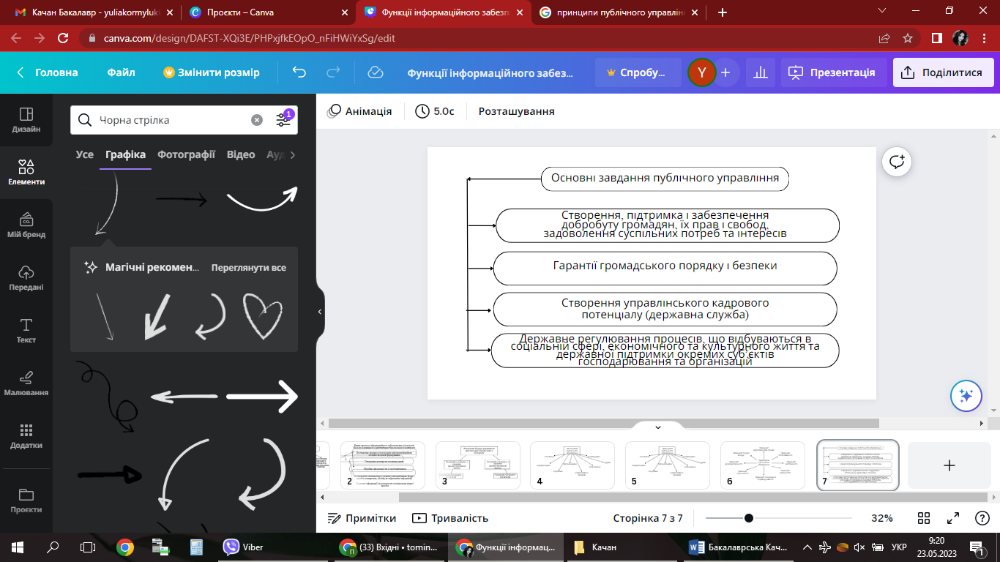 Качан Бакалавр - yuliakormyluk
Проєкти – Canva
Функції інформаційного забезп
принципи публічного управлін
canva.com/design/DAFST-XQi3E/PHPxjfkEOpO_nFiHWiYxSg/edit
Головна
Файл
Змінити розмір
Функції інформаційного забез...
Спробу...
Y
Презентація
Поділитися
Дизайн
Елементи
Мій бренд
Передані
Текст
Малювання
Додатки
Проєкти
CO.
Чорна стрілка
1
Усе
Графіка
Фотографії
Відео
Ауд
Магічні рекомен...
Переглянути все
Анімація
5.0с
Розташування
Основні завдання публічного управління
Створення, підтримка і забезпечення
добробуту громадян, їх прав і свобод,
задоволення суспільних потреб та інтересів
Гарантії громадського порядку і безпеки
Створення управлінського кадрового
потенціалу (державна служба)
Державне регулювання процесів, що відбуваються в
соціальній сфері, економічного та культурного життя та
державної підтримки окремих суб'єктів
господарювання та організацій
2
3
4
5
6
7
Примітки
Тривалість
Сторінка 7 з 7
32%
Viber
(33) Вхідні • tomin...
Функції інформац...
Качан
Бакалаврська Кач...
УКР
9:20
23.05.2023
1